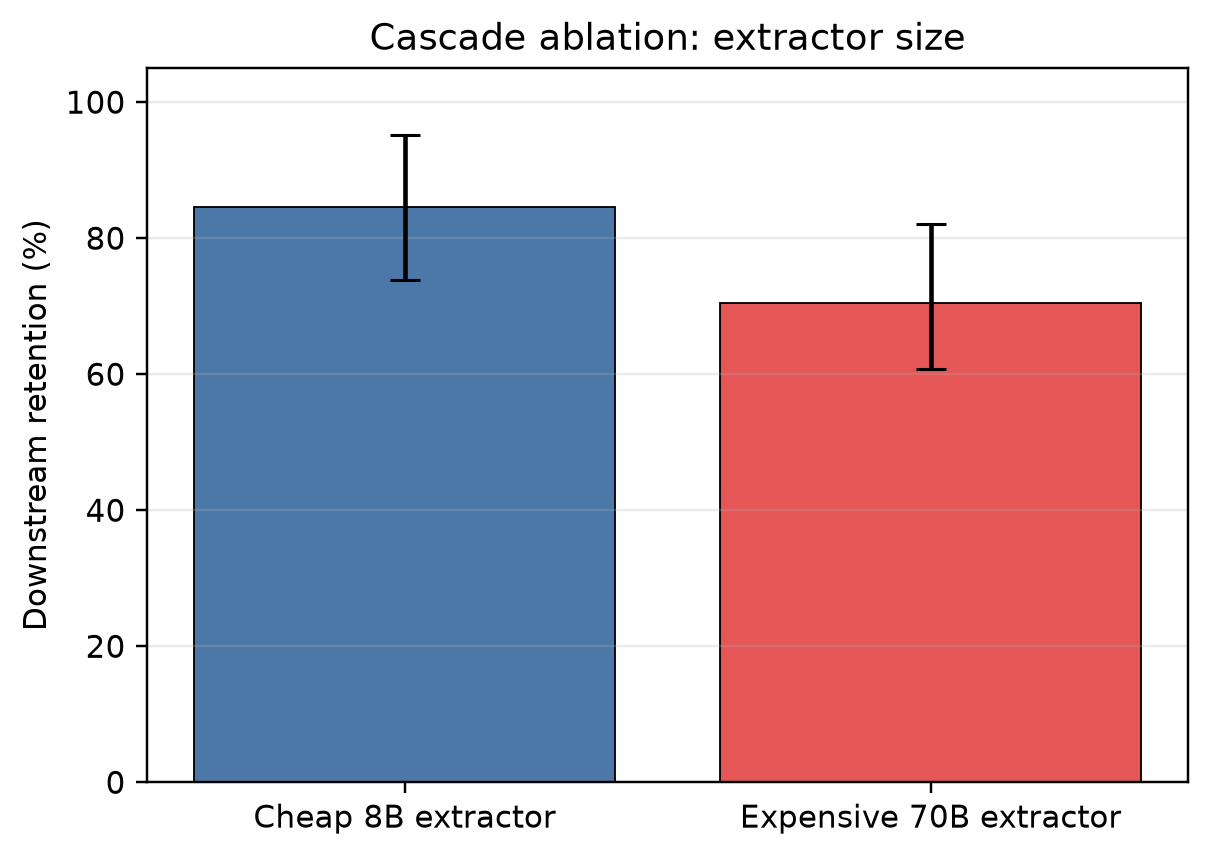 Cascade ablation: extractor size
Downstream retention (%)
100
80
60
40
20
0
Cheap 8B extractor
Expensive 70B extractor